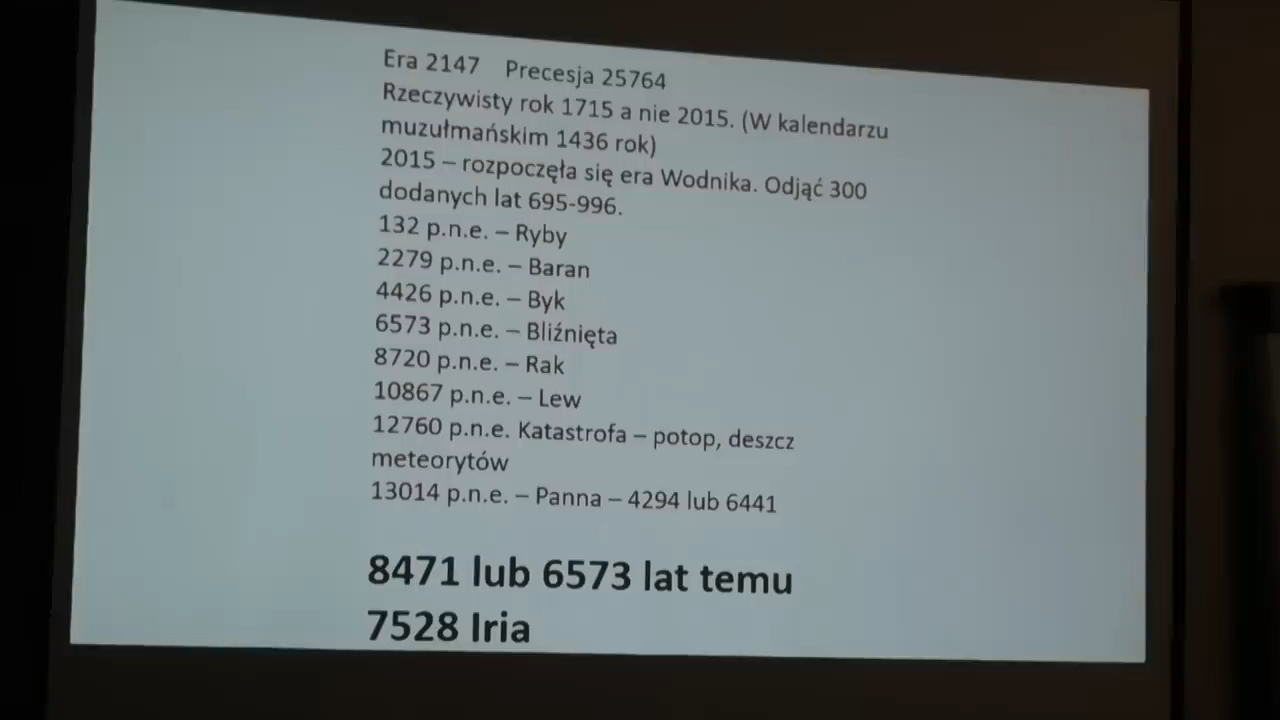 Era 2147 Precesja 25764
Rzeczywisty rok 1715 a nie 2015. (W kalendarzu
muzułmańskim 1436 rok)
2015 – rozpoczęła się era Wodnika. Odjąć 300
dodanych lat 695-996.
132 p.n.e. – Ryby
2279 p.n.e. – Baran
4426 p.n.e. – Byk
6573 p.n.e. – Bliźnięta
8720 p.n.e. – Rak
10867 p.n.e. – Lew
12760 p.n.e. Katastrofa – potop, deszcz
meteorytów
13014 p.n.e. – Panna – 4294 lub 6441
8471 lub 6573 lat temu
7528 Iria